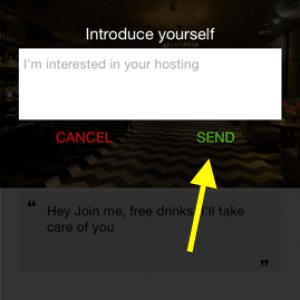 Introduce yourself
I'm interested in your hosting
CANCEL
SEND
“
Hey Join me, free drinks I'll take
care of you
”